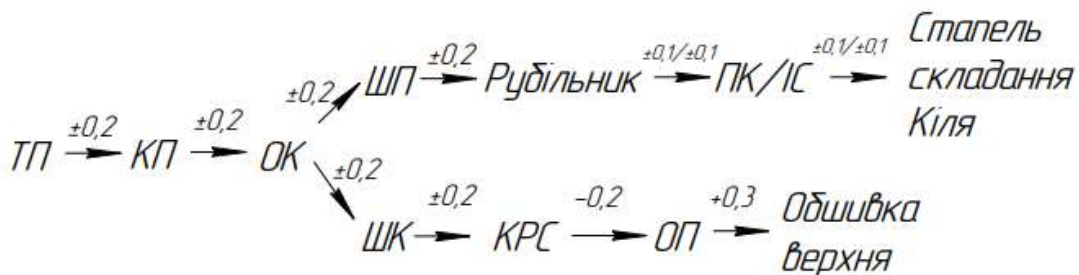 ±0,2 ШП ±0,2 Рубільник ±0,1/±0,1 ПК/ІС ±0,1/±0,1 Стапель
складання
Кіля
ТП ±0,2 КП ±0,2 ОК ±0,2
ШК ±0,2 КРС -0,2 ОП +0,3 Обшивка
верхня